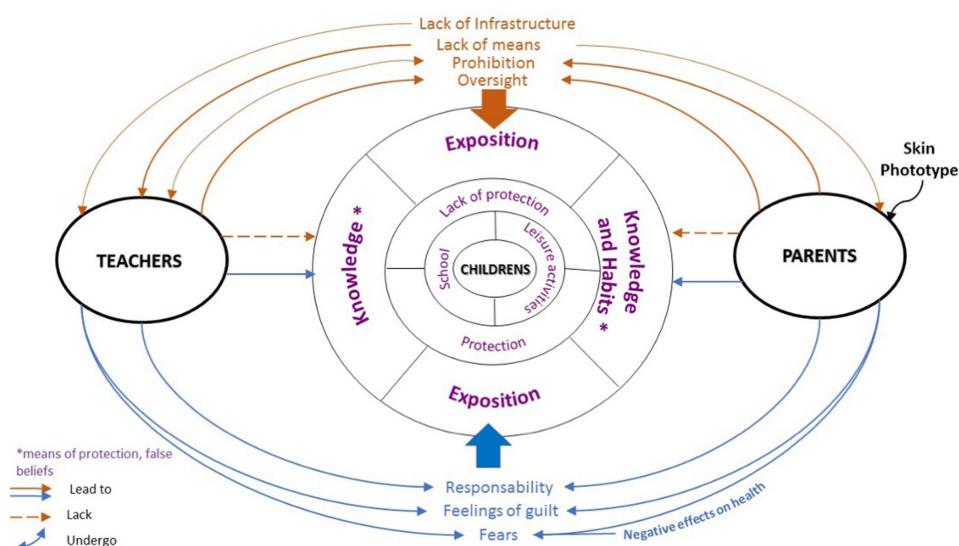 Lack of Infrastructure
Lack of means
Prohibition
Oversight
Exposition
Skin
Phototype
Lack of protection
Knowledge *
Knowledge
and Habits *
School
Leisure activities
CHILDRENS
TEACHERS
PARENTS
Protection
Exposition
*means of protection, false
beliefs
Lead to
Lack
Undergo
Responsability
Feelings of guilt
Fears
Negative effects on health